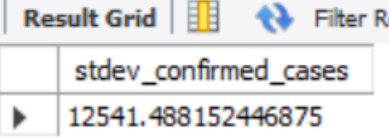 Result Grid Filter R
stdev_confirmed_cases
12541.488152446875